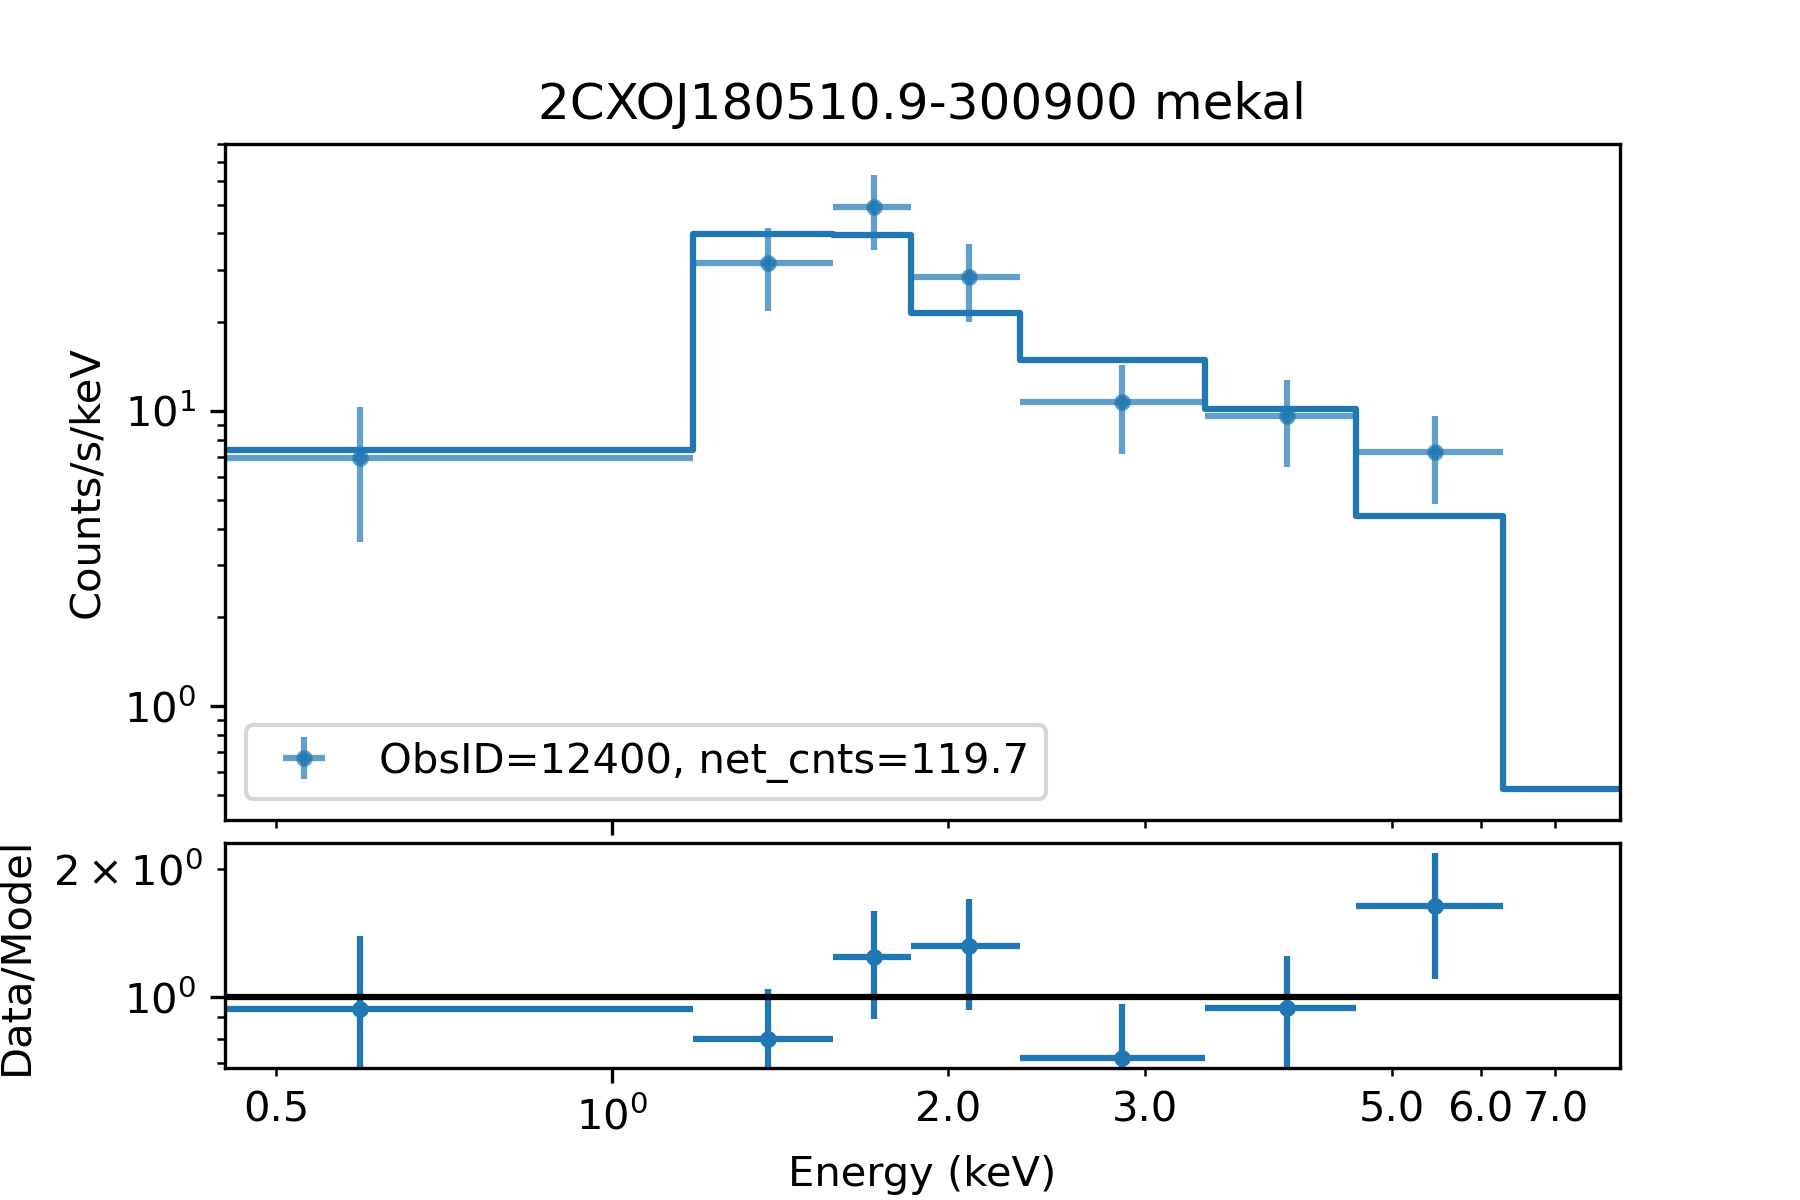 2CXOJ180510.9-300900 mekal
Counts/s/keV
10¹
10⁰
ObsID=12400, net_cnts=119.7
Data/Model
2 × 10⁰
10⁰
0.5 10⁰ 2.0 3.0 5.0 6.0 7.0
Energy (keV)